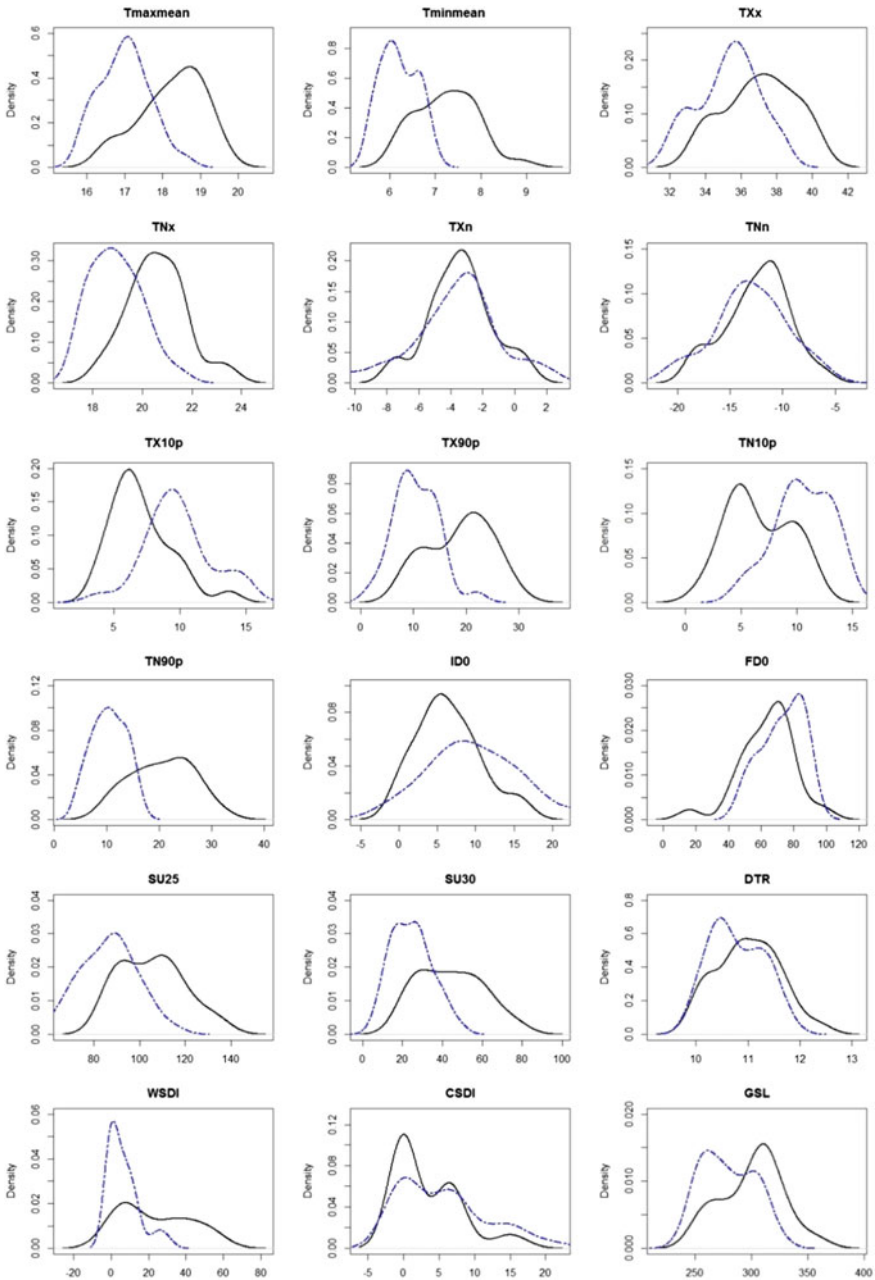 Tmaxmean
Density
0.0 0.2 0.4 0.6
16 17 18 19 20
Tminmean
Density
0.0 0.2 0.4 0.6 0.8
6 7 8 9
TXx
Density
0.00 0.10 0.20
32 34 36 38 40 42
TNx
Density
0.00 0.10 0.20 0.30
18 20 22 24
TXn
Density
0.00 0.05 0.10 0.15 0.20
-10 -8 -6 -4 -2 0 2
TNn
Density
0.00 0.05 0.10 0.15
-20 -15 -10 -5
TX10p
Density
0.00 0.05 0.10 0.15 0.20
5 10 15
TX90p
Density
0.00 0.02 0.04 0.06 0.08
0 10 20 30
TN10p
Density
0.00 0.05 0.10 0.15
0 5 10 15
TN90p
Density
0.00 0.04 0.08 0.12
0 10 20 30 40
ID0
Density
0.00 0.04 0.08
-5 0 5 10 15 20
FD0
Density
0.000 0.010 0.020 0.030
0 20 40 60 80 100 120
SU25
Density
0.00 0.01 0.02 0.03 0.04
80 100 120 140
SU30
Density
0.00 0.01 0.02 0.03 0.04
0 20 40 60 80 100
DTR
Density
0.0 0.2 0.4 0.6 0.8
10 11 12 13
WSDI
Density
0.00 0.02 0.04 0.06
-20 0 20 40 60 80
CSDI
Density
0.00 0.04 0.08 0.12
-5 0 5 10 15 20
GSL
Density
0.000 0.010 0.020
250 300 350 400